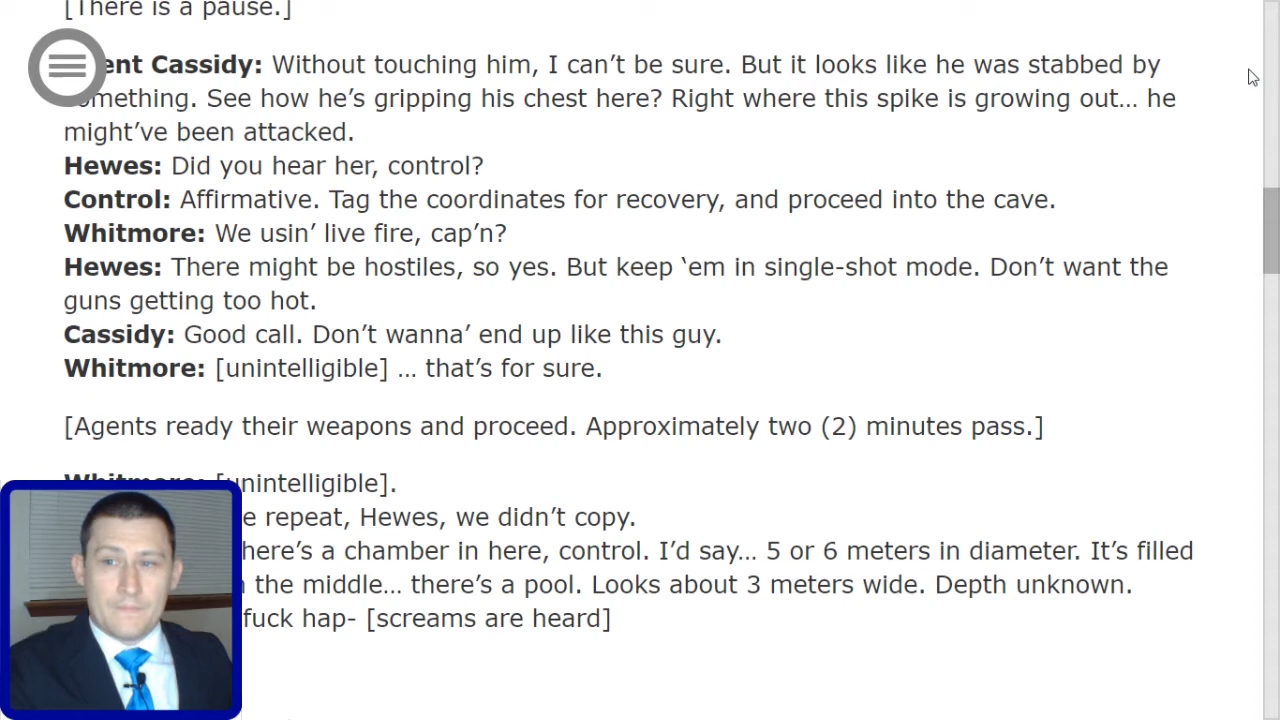 [There is a pause.]
ent Cassidy: Without touching him, I can’t be sure. But it looks like he was stabbed by
omething. See how he’s gripping his chest here? Right where this spike is growing out… he
might’ve been attacked.
Hewes: Did you hear her, control?
Control: Affirmative. Tag the coordinates for recovery, and proceed into the cave.
Whitmore: We usin’ live fire, cap’n?
Hewes: There might be hostiles, so yes. But keep ‘em in single-shot mode. Don’t want the
guns getting too hot.
Cassidy: Good call. Don’t wanna’ end up like this guy.
Whitmore: [unintelligible] … that’s for sure.
[Agents ready their weapons and proceed. Approximately two (2) minutes pass.]
Whitmore: [unintelligible].
e repeat, Hewes, we didn’t copy.
here’s a chamber in here, control. I’d say… 5 or 6 meters in diameter. It’s filled
the middle… there’s a pool. Looks about 3 meters wide. Depth unknown.
fuck hap- [screams are heard]